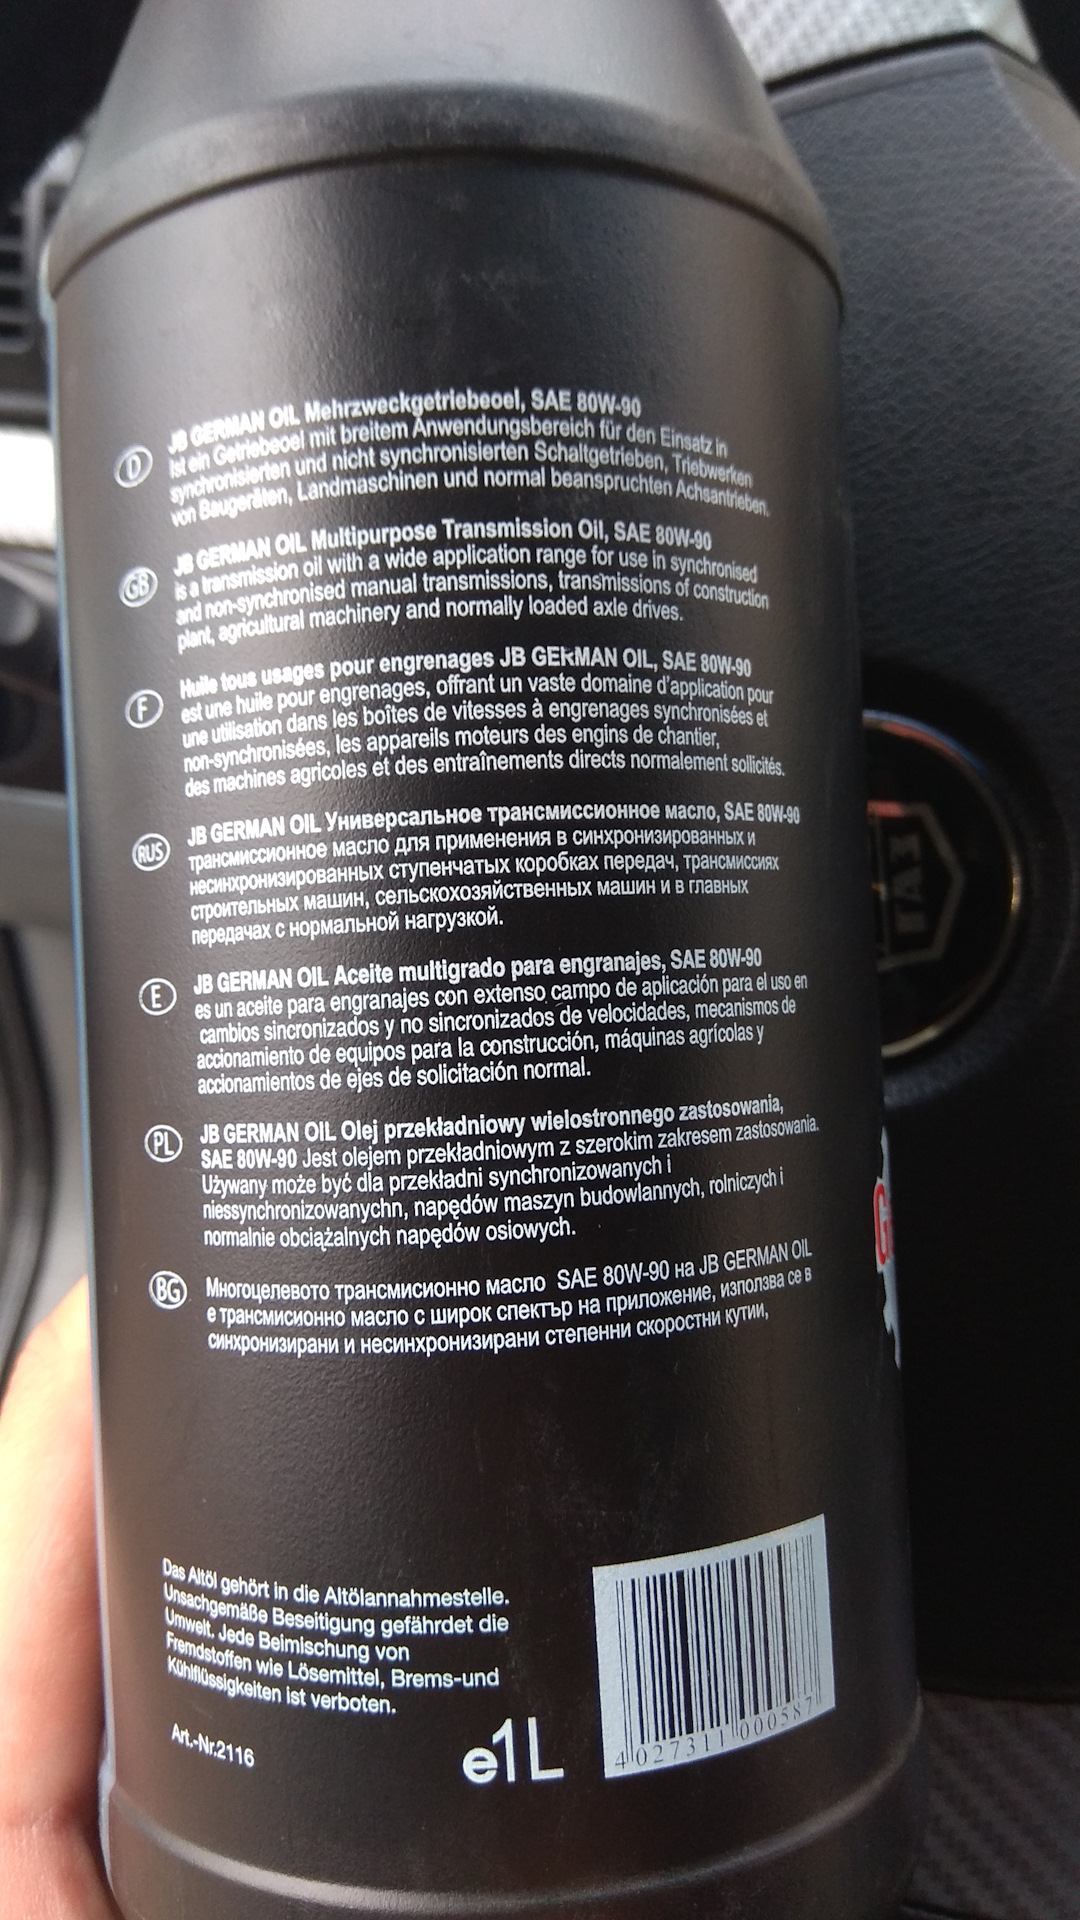 D
JB GERMAN OIL Mehrzweckgetriebeoel, SAE 80W-90
ist ein Getriebeoel mit breitem Anwendungsbereich für den Einsatz in
synchronisierten und nicht synchronisierten Schaltgetrieben, Triebwerken
von Baugeräten, Landmaschinen und normal beanspruchten Achsantrieben.
GB
JB GERMAN OIL Multipurpose Transmission Oil, SAE 80W-90
is a transmission oil with a wide application range for use in synchronised
and non-synchronised manual transmissions, transmissions of construction
plant, agricultural machinery and normally loaded axle drives.
F
Huile tous usages pour engrenages JB GERMAN OIL, SAE 80W-90
est une huile pour engrenages, offrant un vaste domaine d'application pour
une utilisation dans les boîtes de vitesses à engrenages synchronisées et
non-synchronisées, les appareils moteurs des engins de chantier,
des machines agricoles et des entraînements directs normalement sollicités.
RUS
JB GERMAN OIL Универсальное трансмиссионное масло, SAE 80W-90
трансмиссионное масло для применения в синхронизированных и
несинхронизированных ступенчатых коробках передач, трансмиссиях
строительных машин, сельскохозяйственных машин и в главных
передачах с нормальной нагрузкой.
E
JB GERMAN OIL Aceite multigrado para engranajes, SAE 80W-90
es un aceite para engranajes con extenso campo de aplicación para el uso en
cambios sincronizados y no sincronizados de velocidades, mecanismos de
accionamiento de equipos para la construcción, máquinas agrícolas y
accionamientos de ejes de solicitación normal.
PL
JB GERMAN OIL Olej przekładniowy wielostronnego zastosowania,
SAE 80W-90 Jest olejem przekładniowym z szerokim zakresem zastosowania.
Używany może być dla przekładni synchronizowanych i
niessynchronizowanychn, napędów maszyn budowlannych, rolniczych i
normalnie obciążalnych napędów osiowych.
BG
Многоцелевото трансмисионно масло SAE 80W-90 на JB GERMAN OIL
е трансмисионно масло с широк спектър на приложение, използва се в
синхронизирани и несинхронизирани степенни скоростни кутии,
Das Altöl gehört in die Altölannahmestelle.
Unsachgemäße Beseitigung gefährdet die
Umwelt. Jede Beimischung von
Fremdstoffen wie Lösemittel, Brems-und
Kühlflüssigkeiten ist verboten.
Art.-Nr.2116
e1L
4 027311 000587
ГАЗ
G